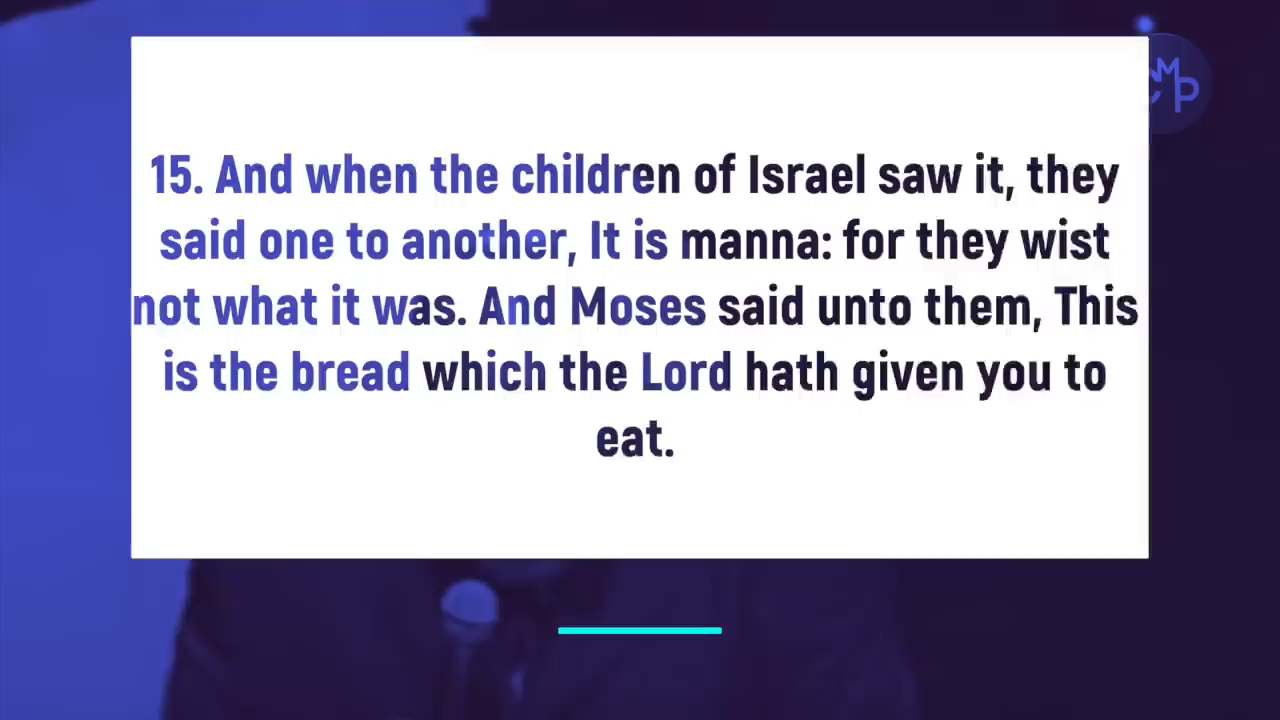 15. And when the children of Israel saw it, they
said one to another, It is manna: for they wist
not what it was. And Moses said unto them, This
is the bread which the Lord hath given you to
eat.
CMP